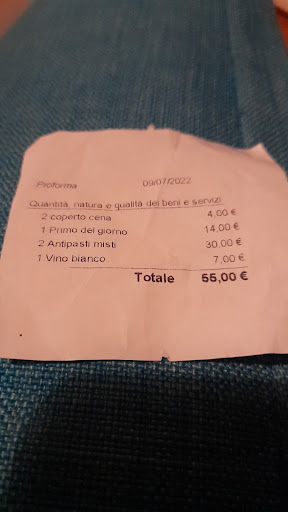 Proforma 09/07/2022
Quantità, natura e qualità dei beni e servizi
2 coperto cena 4,00 €
1 Primo del giorno 14,00 €
2 Antipasti misti 30,00 €
1 Vino bianco 7,00 €
Totale 55,00 €